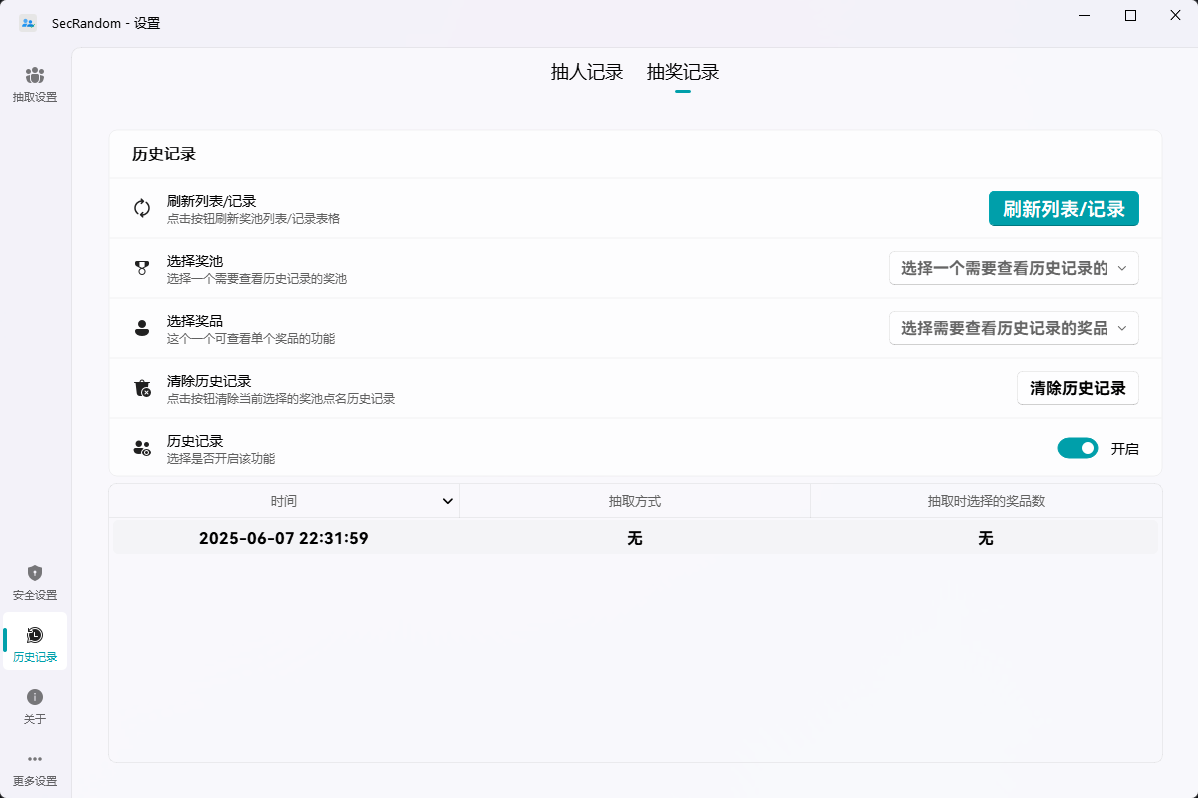 SecRandom - 设置
抽取设置
抽人记录 抽奖记录
历史记录
刷新列表/记录
点击按钮刷新奖池列表/记录表格
刷新列表/记录
选择奖池
选择一个需要查看历史记录的奖池
选择一个需要查看历史记录的
选择奖品
这个一个可查看单个奖品的功能
选择需要查看历史记录的奖品
清除历史记录
点击按钮清除当前选择的奖池点名历史记录
清除历史记录
历史记录
选择是否开启该功能
开启
时间 抽取方式 抽取时选择的奖品数
2025-06-07 22:31:59 无 无
安全设置
历史记录
关于
更多设置